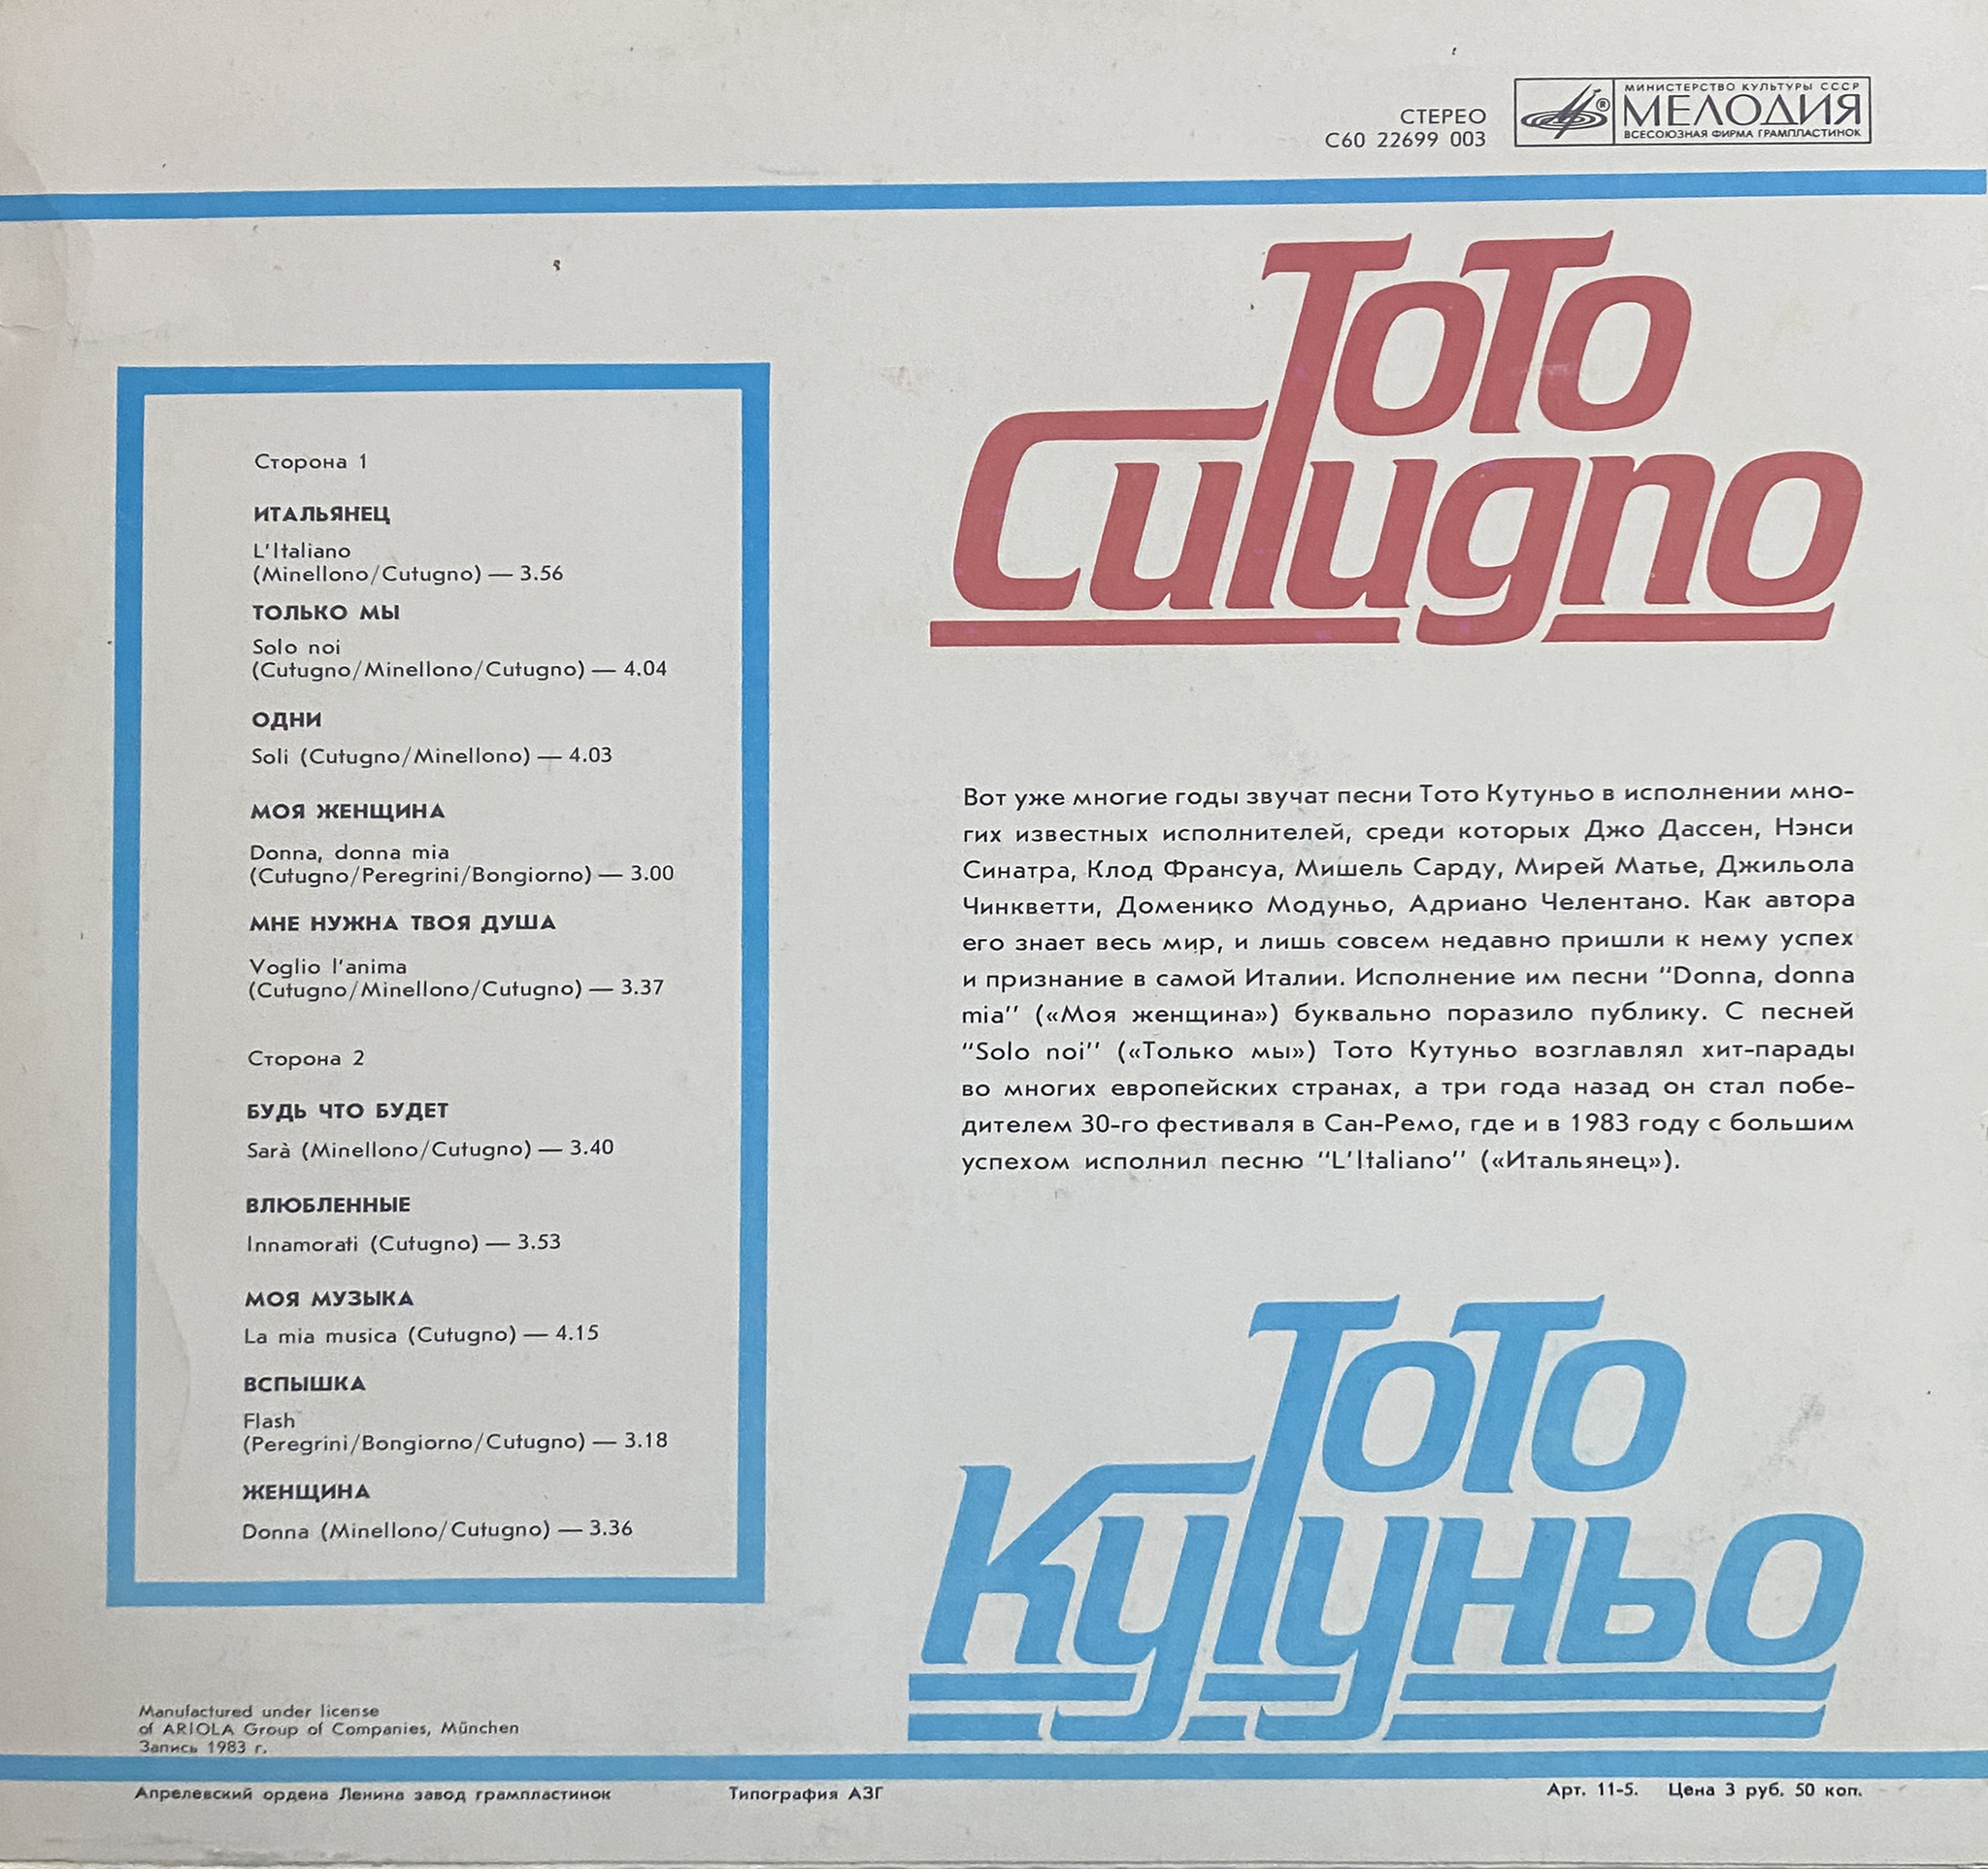 СТЕРЕО
С60 22699 003
МИНИСТЕРСТВО КУЛЬТУРЫ СССР
МЕЛОДИЯ
ВСЕСОЮЗНАЯ ФИРМА ГРАМПЛАСТИНОК
®
Toto
Cutugno
Сторона 1
ИТАЛЬЯНЕЦ
L'Italiano
(Minellono/Cutugno) — 3.56
ТОЛЬКО МЫ
Solo noi
(Cutugno/Minellono/Cutugno) — 4.04
ОДНИ
Soli (Cutugno/Minellono) — 4.03
МОЯ ЖЕНЩИНА
Donna, donna mia
(Cutugno/Peregrini/Bongiorno) — 3.00
МНЕ НУЖНА ТВОЯ ДУША
Voglio l'anima
(Cutugno/Minellono/Cutugno) — 3.37
Сторона 2
БУДЬ ЧТО БУДЕТ
Sarà (Minellono/Cutugno) — 3.40
ВЛЮБЛЕННЫЕ
Innamorati (Cutugno) — 3.53
МОЯ МУЗЫКА
La mia musica (Cutugno) — 4.15
ВСПЫШКА
Flash
(Peregrini/Bongiorno/Cutugno) — 3.18
ЖЕНЩИНА
Donna (Minellono/Cutugno) — 3.36
Вот уже многие годы звучат песни Тото Кутуньо в исполнении мно-
гих известных исполнителей, среди которых Джо Дассен, Нэнси
Синатра, Клод Франсуа, Мишель Сарду, Мирей Матье, Джильола
Чинкветти, Доменико Модуньо, Адриано Челентано. Как автора
его знает весь мир, и лишь совсем недавно пришли к нему успех
и признание в самой Италии. Исполнение им песни "Donna, donna
mia" («Моя женщина») буквально поразило публику. С песней
"Solo noi" («Только мы») Тото Кутуньо возглавлял хит-парады
во многих европейских странах, а три года назад он стал побе-
дителем 30-го фестиваля в Сан-Ремо, где и в 1983 году с большим
успехом исполнил песню "L'Italiano" («Итальянец»).
Тото
Кутуньо
Manufactured under license
of ARIOLA Group of Companies, München
Запись 1983 г.
Апрелевский ордена Ленина завод грампластинок
Типография АЗГ
Арт. 11-5. Цена 3 руб. 50 коп.